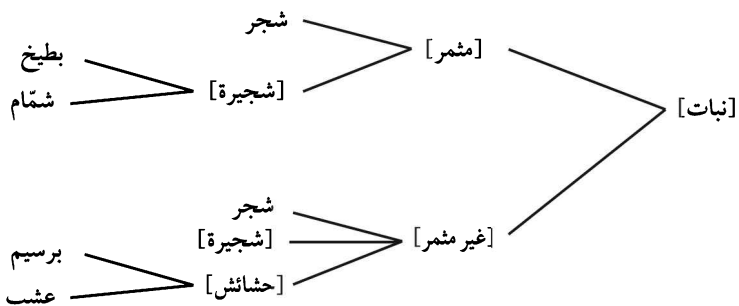 [نبات]
[مثمر]
شجر
[شجيرة]
بطيخ
شمّام
[غير مثمر]
شجر
[شجيرة]
[حشائش]
برسيم
عشب